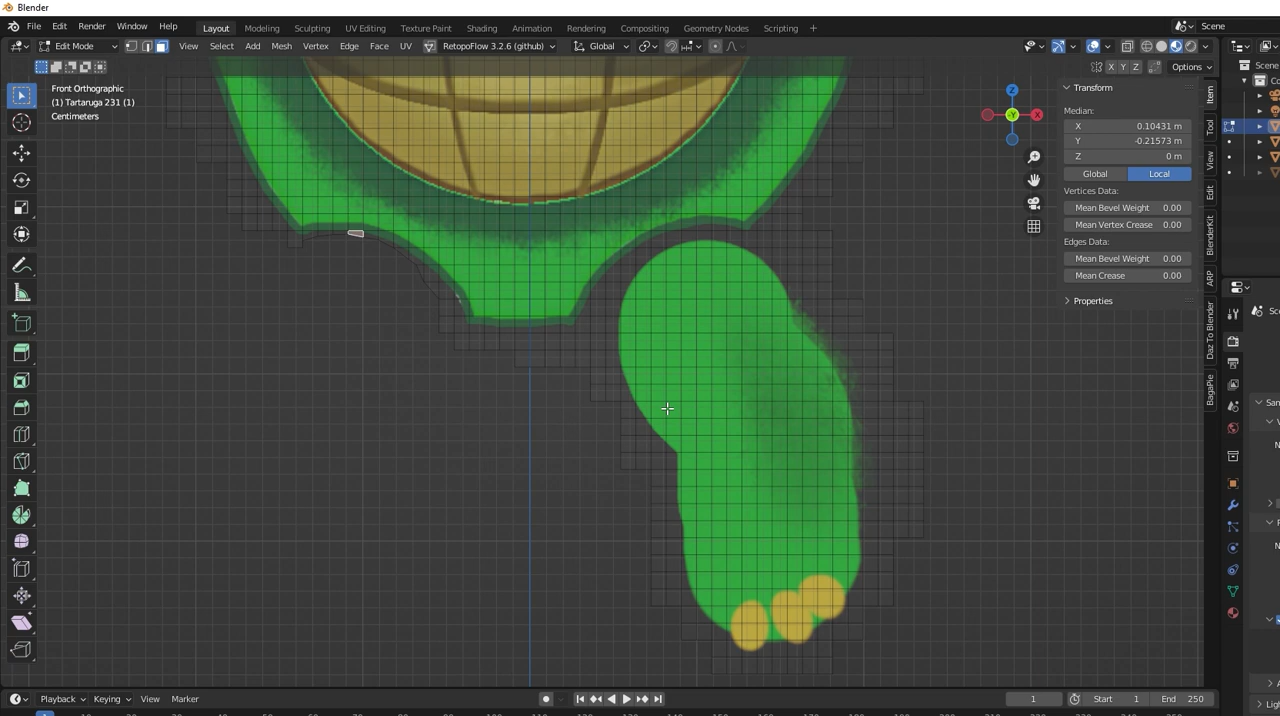 Blender
File Edit Render Window Help Layout Modeling Sculpting UV Editing Texture Paint Shading Animation Rendering Compositing Geometry Nodes Scripting + Scene
Edit Mode View Select Add Mesh Vertex Edge Face UV RetopoFlow 3.2.6 (github) Global
X Y Z Options
Front Orthographic
(1) Tartaruga 231 (1)
Centimeters
Z
Y
X
Transform
Median:
X 0.10431 m
Y -0.21573 m
Z 0 m
Global Local
Vertices Data:
Mean Bevel Weight 0.00
Mean Vertex Crease 0.00
Edges Data:
Mean Bevel Weight 0.00
Mean Crease 0.00
Properties
Item
Tool
View
Edit
BlenderKit
ARP
Daz To Blender
BagaPie
Playback Keying View Marker 1 Start 1 End 250